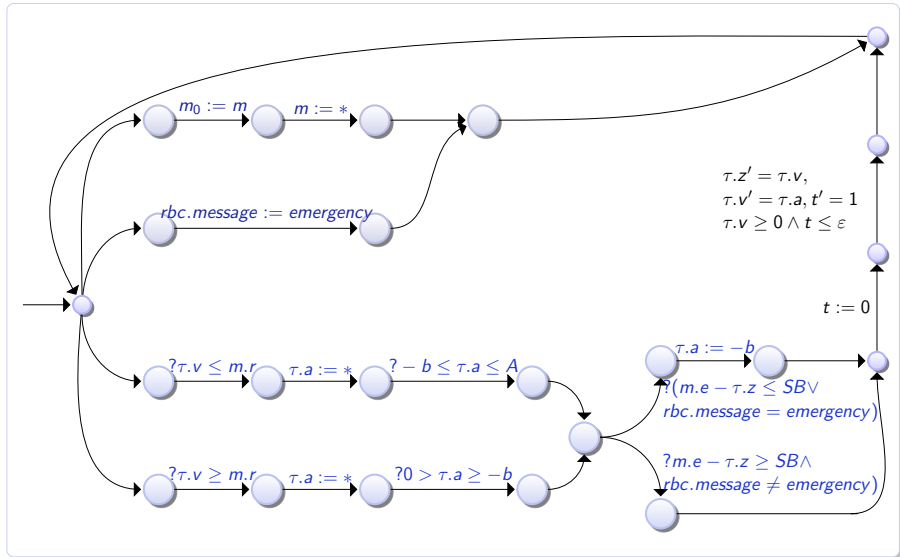 m₀ := m
m := ∗
rbc.message := emergency
τ.z′ = τ.v,
τ.v′ = τ.a, t′ = 1
τ.v ≥ 0 ∧ t ≤ ε
t := 0
?τ.v ≤ m.r
τ.a := ∗
? − b ≤ τ.a ≤ A
τ.a := −b
?(m.e − τ.z ≤ SB∧
rbc.message = emergency)
?τ.v ≥ m.r
τ.a := ∗
?0 > τ.a ≥ −b
?m.e − τ.z ≥ SB∧
rbc.message ≠ emergency)